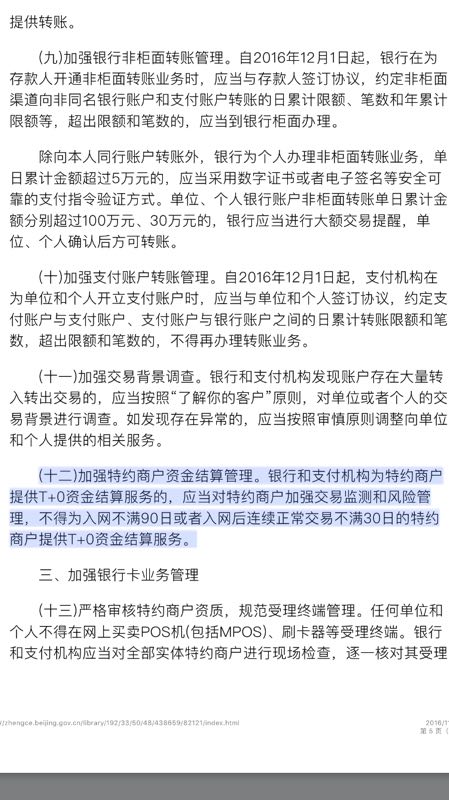 提供转账。
(九)加强银行非柜面转账管理。自2016年12月1日起，银行在为
存款人开通非柜面转账业务时，应当与存款人签订协议，约定非柜面
渠道向非同名银行账户和支付账户转账的日累计限额、笔数和年累计
限额等，超出限额和笔数的，应当到银行柜面办理。
除向本人同行账户转账外，银行为个人办理非柜面转账业务，单
日累计金额超过5万元的，应当采用数字证书或者电子签名等安全可
靠的支付指令验证方式。单位、个人银行账户非柜面转账单日累计金
额分别超过100万元、30万元的，银行应当进行大额交易提醒，单
位、个人确认后方可转账。
(十)加强支付账户转账管理。自2016年12月1日起，支付机构在
为单位和个人开立支付账户时，应当与单位和个人签订协议，约定支
付账户与支付账户、支付账户与银行账户之间的日累计转账限额和笔
数，超出限额和笔数的，不得再办理转账业务。
(十一)加强交易背景调查。银行和支付机构发现账户存在大量转
入转出交易的，应当按照“了解你的客户”原则，对单位或者个人的交
易背景进行调查。如发现存在异常的，应当按照审慎原则调整向单位
和个人提供的相关服务。
(十二)加强特约商户资金结算管理。银行和支付机构为特约商户
提供T+0资金结算服务的，应当对特约商户加强交易监测和风险管
理，不得为入网不满90日或者入网后连续正常交易不满30日的特约
商户提供T+0资金结算服务。
三、加强银行卡业务管理
(十三)严格审核特约商户资质，规范受理终端管理。任何单位和
个人不得在网上买卖POS机(包括MPOS)、刷卡器等受理终端。银行
和支付机构应当对全部实体特约商户进行现场检查，逐一核对其受理
//zhengce.beijing.gov.cn/library/192/33/50/48/438659/82121/index.html
2016/1
第 5 页（